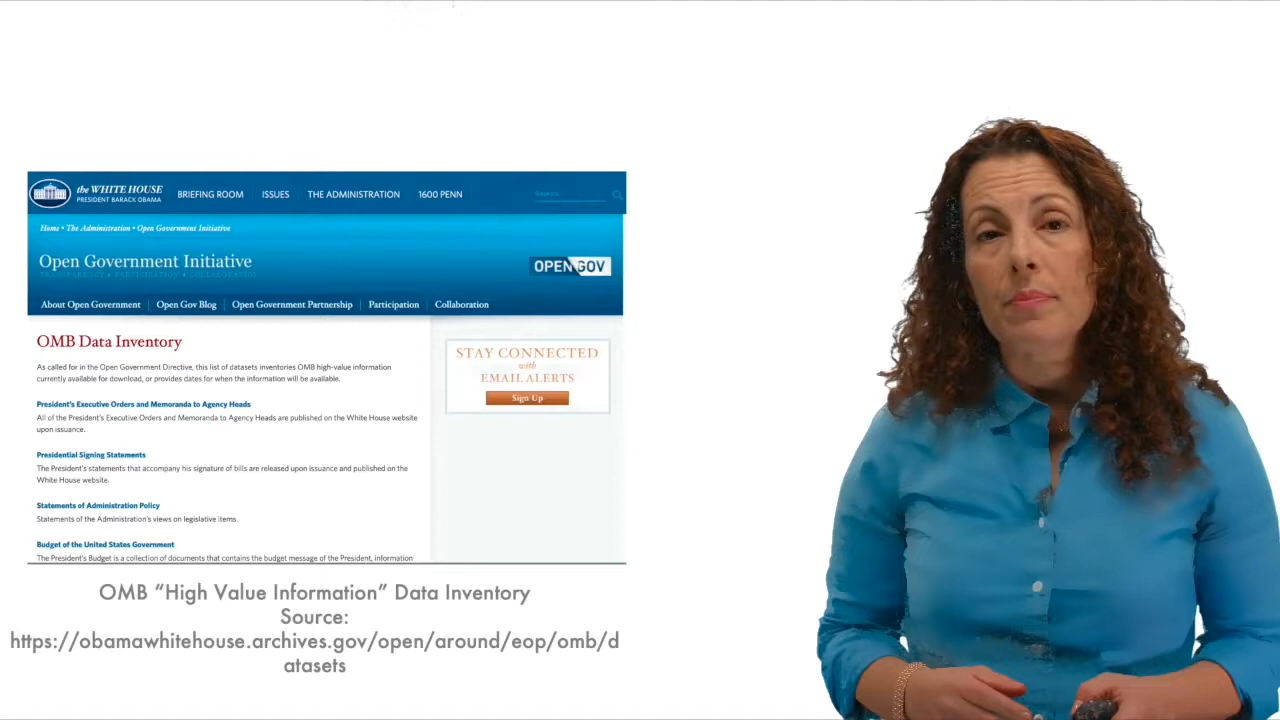 the WHITE HOUSE
PRESIDENT BARACK OBAMA
BRIEFING ROOM
ISSUES
THE ADMINISTRATION
1600 PENN
Search
Home • The Administration • Open Government Initiative
Open Government Initiative
TRANSPARENCY • PARTICIPATION • COLLABORATION
OPEN GOV
About Open Government
Open Gov Blog
Open Government Partnership
Participation
Collaboration
OMB Data Inventory
As called for in the Open Government Directive, this list of datasets inventories OMB high-value information
currently available for download, or provides dates for when the information will be available.
President's Executive Orders and Memoranda to Agency Heads
All of the President's Executive Orders and Memoranda to Agency Heads are published on the White House website
upon issuance.
Presidential Signing Statements
The President's statements that accompany his signature of bills are released upon issuance and published on the
White House website.
Statements of Administration Policy
Statements of the Administration's views on legislative items.
Budget of the United States Government
The President's Budget is a collection of documents that contains the budget message of the President, information
STAY CONNECTED
with
EMAIL ALERTS
Sign Up
OMB “High Value Information” Data Inventory
Source:
https://obamawhitehouse.archives.gov/open/around/eop/omb/d
atasets